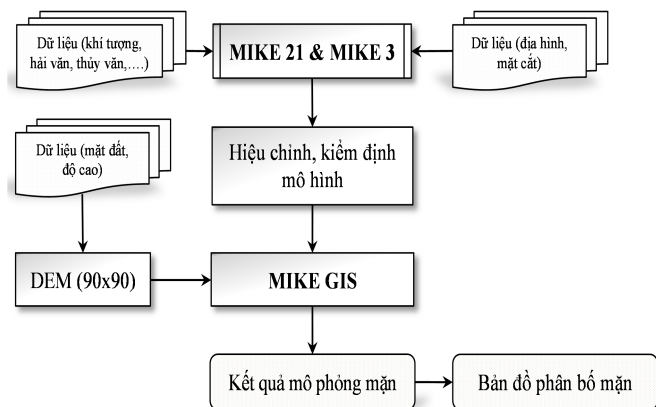 Dữ liệu (khí tượng,
hải văn, thủy văn,….)
MIKE 21 & MIKE 3
Dữ liệu (địa hình,
mặt cắt)
Dữ liệu (mặt đất,
độ cao)
Hiệu chỉnh, kiểm định
mô hình
DEM (90x90)
MIKE GIS
Kết quả mô phỏng mặn
Bản đồ phân bố mặn